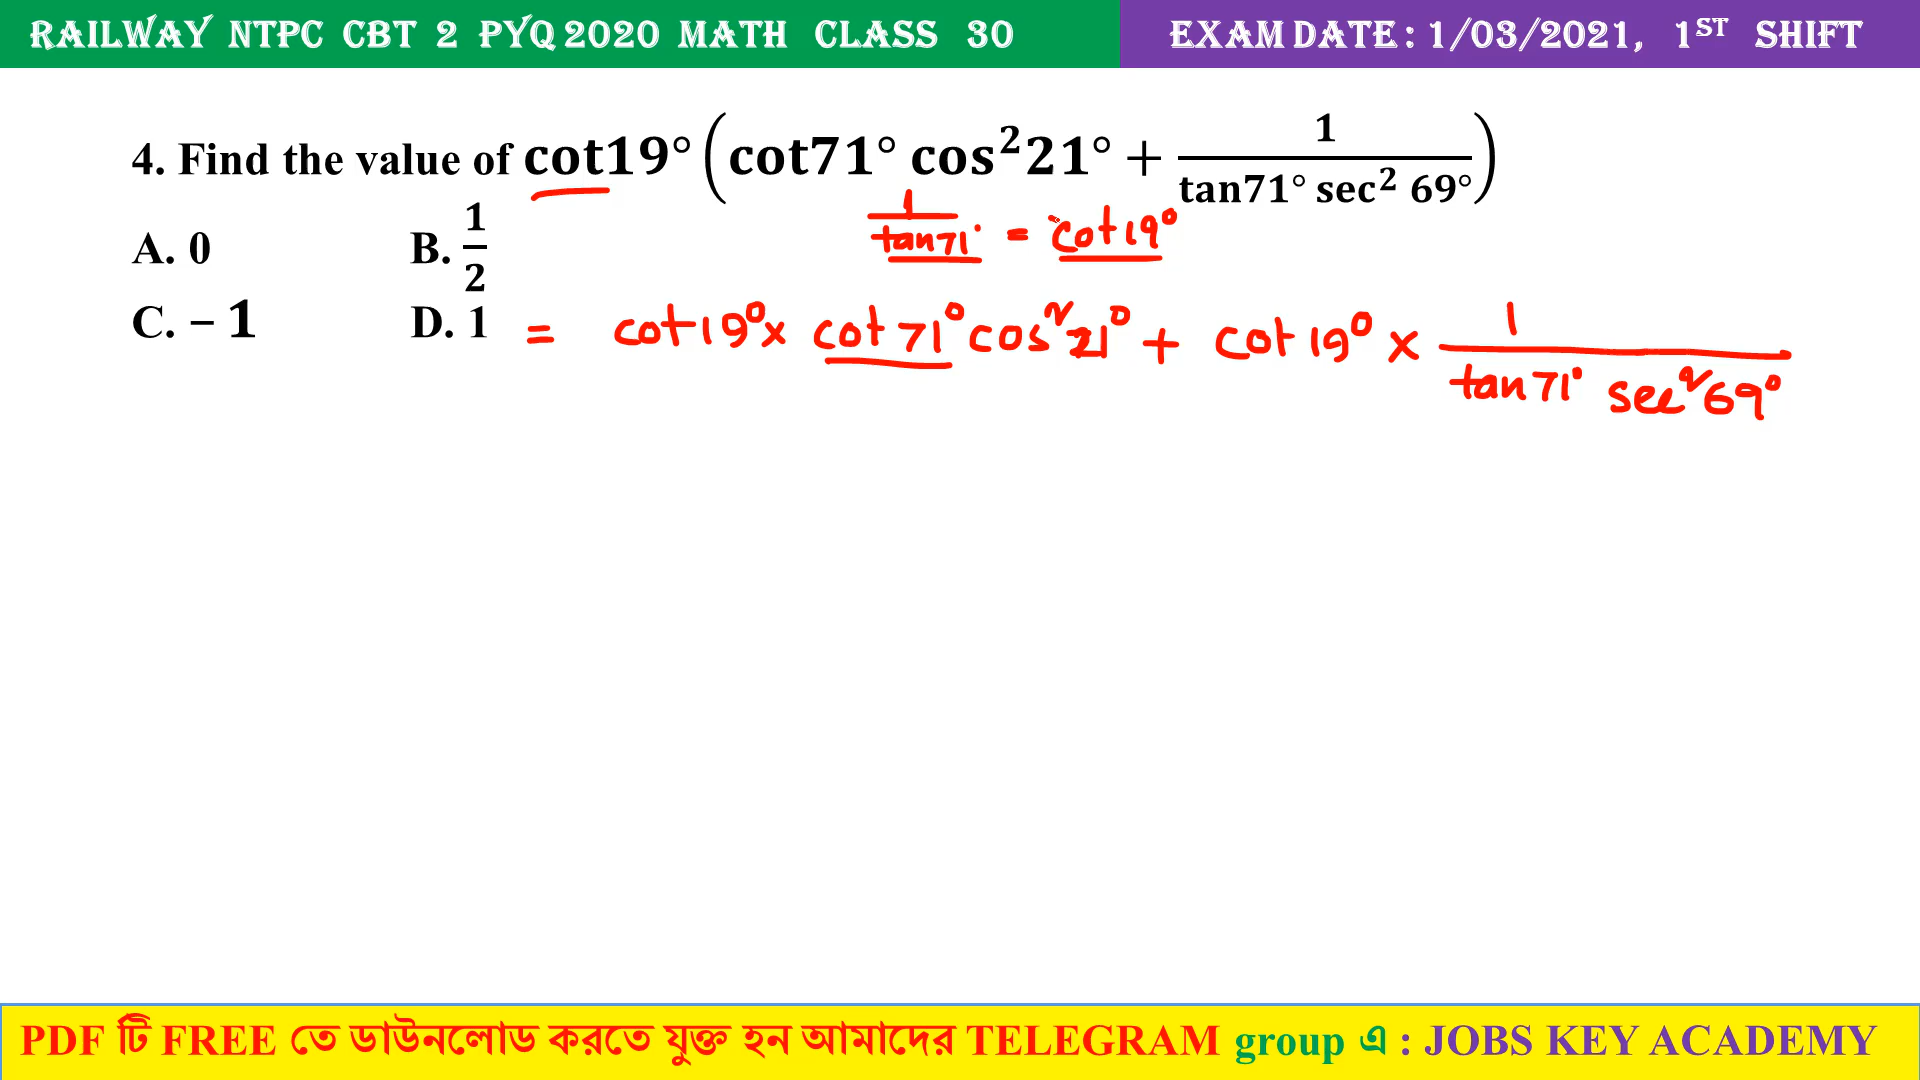 RAILWAY NTPC CBT 2 PYQ 2020 MATH CLASS 30 EXAM DATE : 1/03/2021, 1ST SHIFT
4. Find the value of cot19° (cot71° cos²21° + 1/(tan71° sec² 69°))
1/tan71° = cot19°
A. 0 B. 1/2
C. – 1 D. 1
= cot19° × cot71° cos²21° + cot19° × 1/(tan71° sec²69°)
PDF টি FREE তে ডাউনলোড করতে যুক্ত হন আমাদের TELEGRAM group এ : JOBS KEY ACADEMY